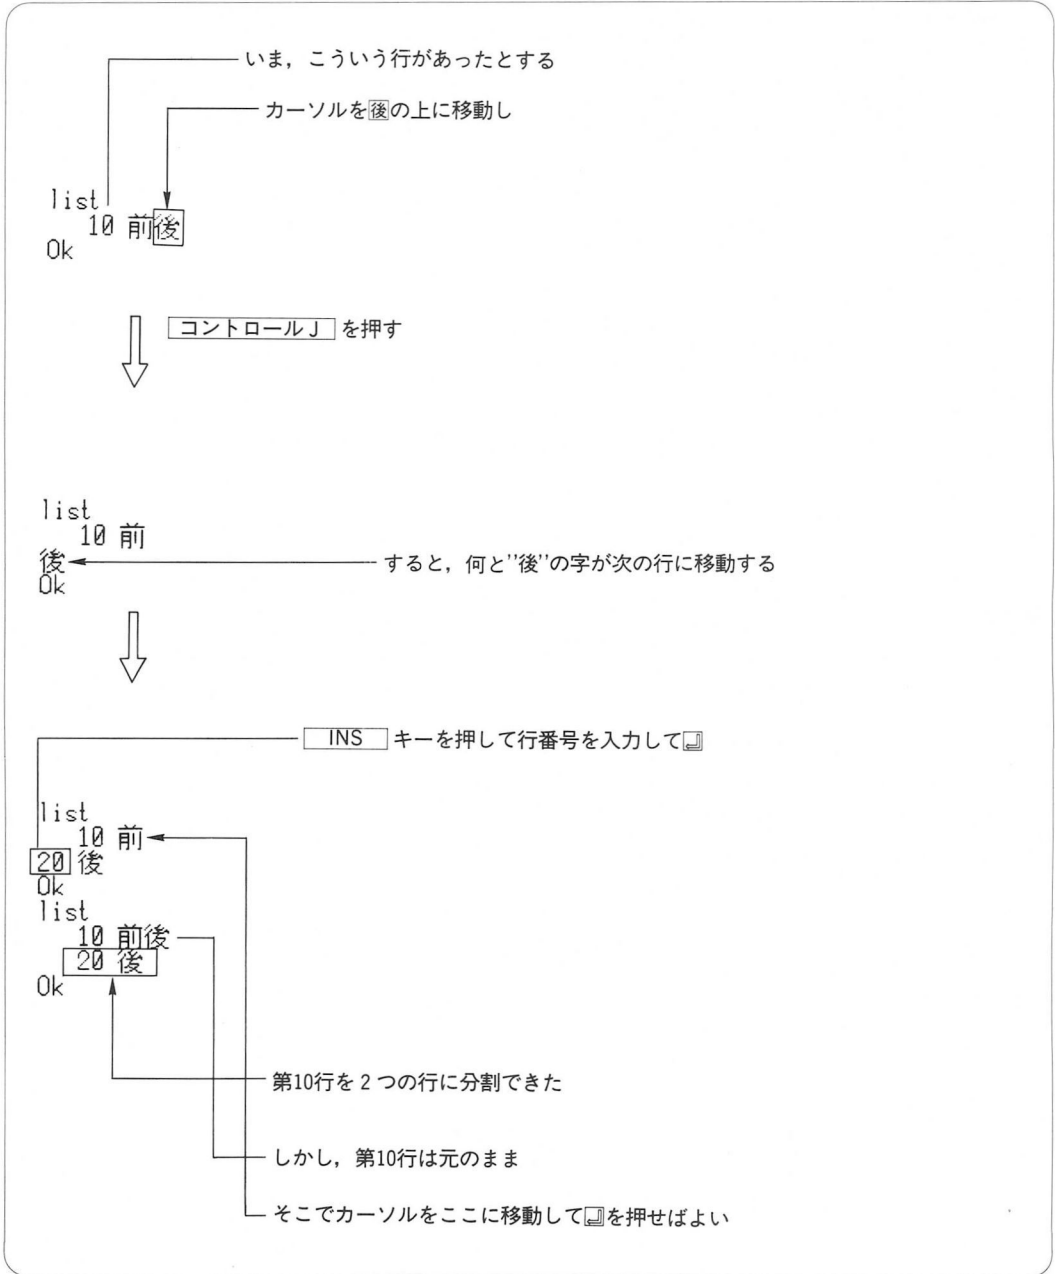 いま，こういう行があったとする
カーソルを後の上に移動し
list
10 前後
Ok
コントロールJ を押す
list
10 前
後
すると，何と"後"の字が次の行に移動する
Ok
INS キーを押して行番号を入力して⏎
list
10 前
20 後
Ok
list
10 前後
20 後
Ok
第10行を2つの行に分割できた
しかし，第10行は元のまま
そこでカーソルをここに移動して⏎を押せばよい